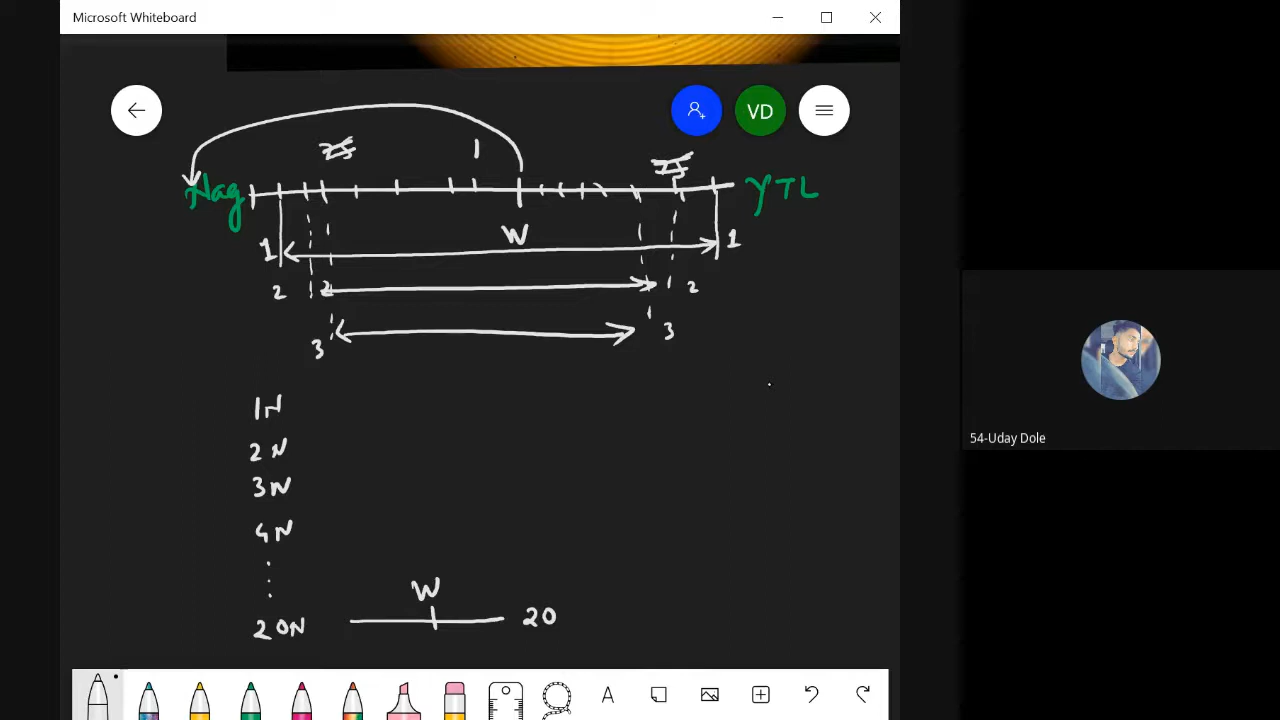 Microsoft Whiteboard
VD
1
Nag
YTL
W
1 1
2 2 2
3 3
1N
2N
3N
4N
W
20N 20
54-Uday Dole
A